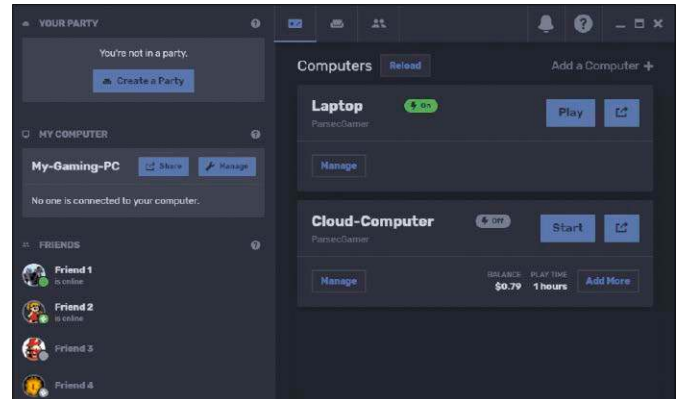 YOUR PARTY
You're not in a party.
Create a Party
MY COMPUTER
My-Gaming-PC
Share
Manage
No one is connected to your computer.
FRIENDS
Friend 1
is online
Friend 2
is online
Friend 3
Friend 4
Computers
Reload
Add a Computer +
Laptop
On
ParsecGamer
Play
Manage
Cloud-Computer
Off
ParsecGamer
Start
Manage
BALANCE
$0.79
PLAY TIME
1 hours
Add More